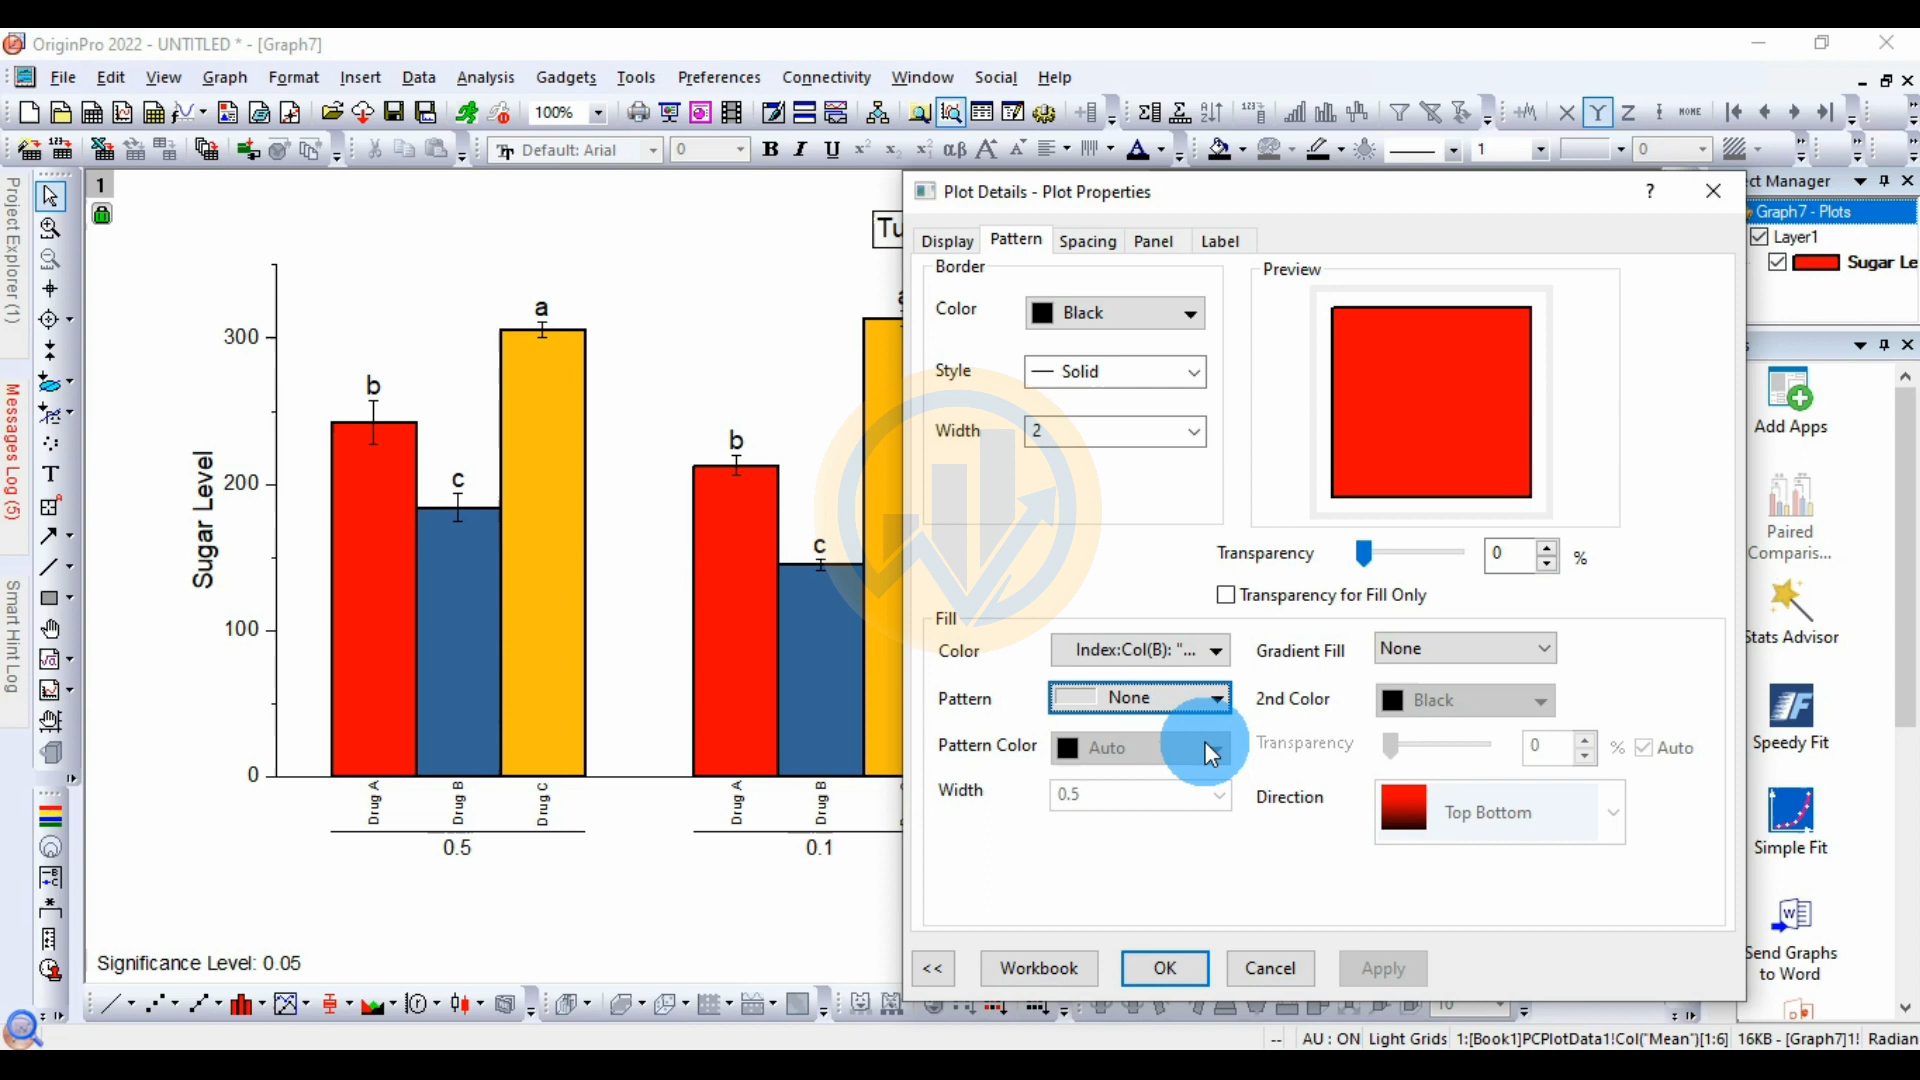 OriginPro 2022 - UNTITLED * - [Graph7]
File Edit View Graph Format Insert Data Analysis Gadgets Tools Preferences Connectivity Window Social Help
100%
Default: Arial 0 B I U αβ A A 1 0
Project Explorer (1)
Messages Log (5)
Smart Hint Log
1
Sugar Level
300
200
100
0
b
c
a
b
c
Drug A
Drug B
Drug C
Drug A
Drug B
0.5
0.1
Significance Level: 0.05
Plot Details - Plot Properties
Display Pattern Spacing Panel Label
Border
Color Black
Style Solid
Width 2
Preview
Transparency 0 %
Transparency for Fill Only
Fill
Color Index:Col(B): "...
Pattern None
Pattern Color Auto
Width 0.5
Gradient Fill None
2nd Color Black
Transparency 0 % Auto
Direction Top Bottom
<< Workbook OK Cancel Apply
ct Manager
Graph7 - Plots
Layer1
Sugar Le
Add Apps
Paired
Comparis...
Stats Advisor
Speedy Fit
Simple Fit
Send Graphs
to Word
-- AU : ON Light Grids 1:[Book1]PCPlotData1!Col("Mean")[1:6] 16KB - [Graph7]1! Radian